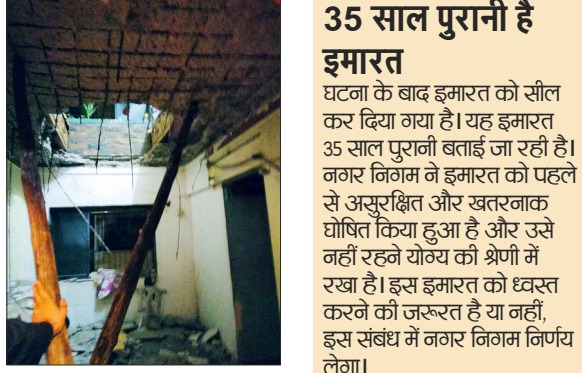 35 साल पुरानी है
इमारत
घटना के बाद इमारत को सील
कर दिया गया है। यह इमारत
35 साल पुरानी बताई जा रही है।
नगर निगम ने इमारत को पहले
से असुरक्षित और खतरनाक
घोषित किया हुआ है और उसे
नहीं रहने योग्य की श्रेणी में
रखा है। इस इमारत को ध्वस्त
करने की जरूरत है या नहीं,
इस संबंध में नगर निगम निर्णय
लेगा।